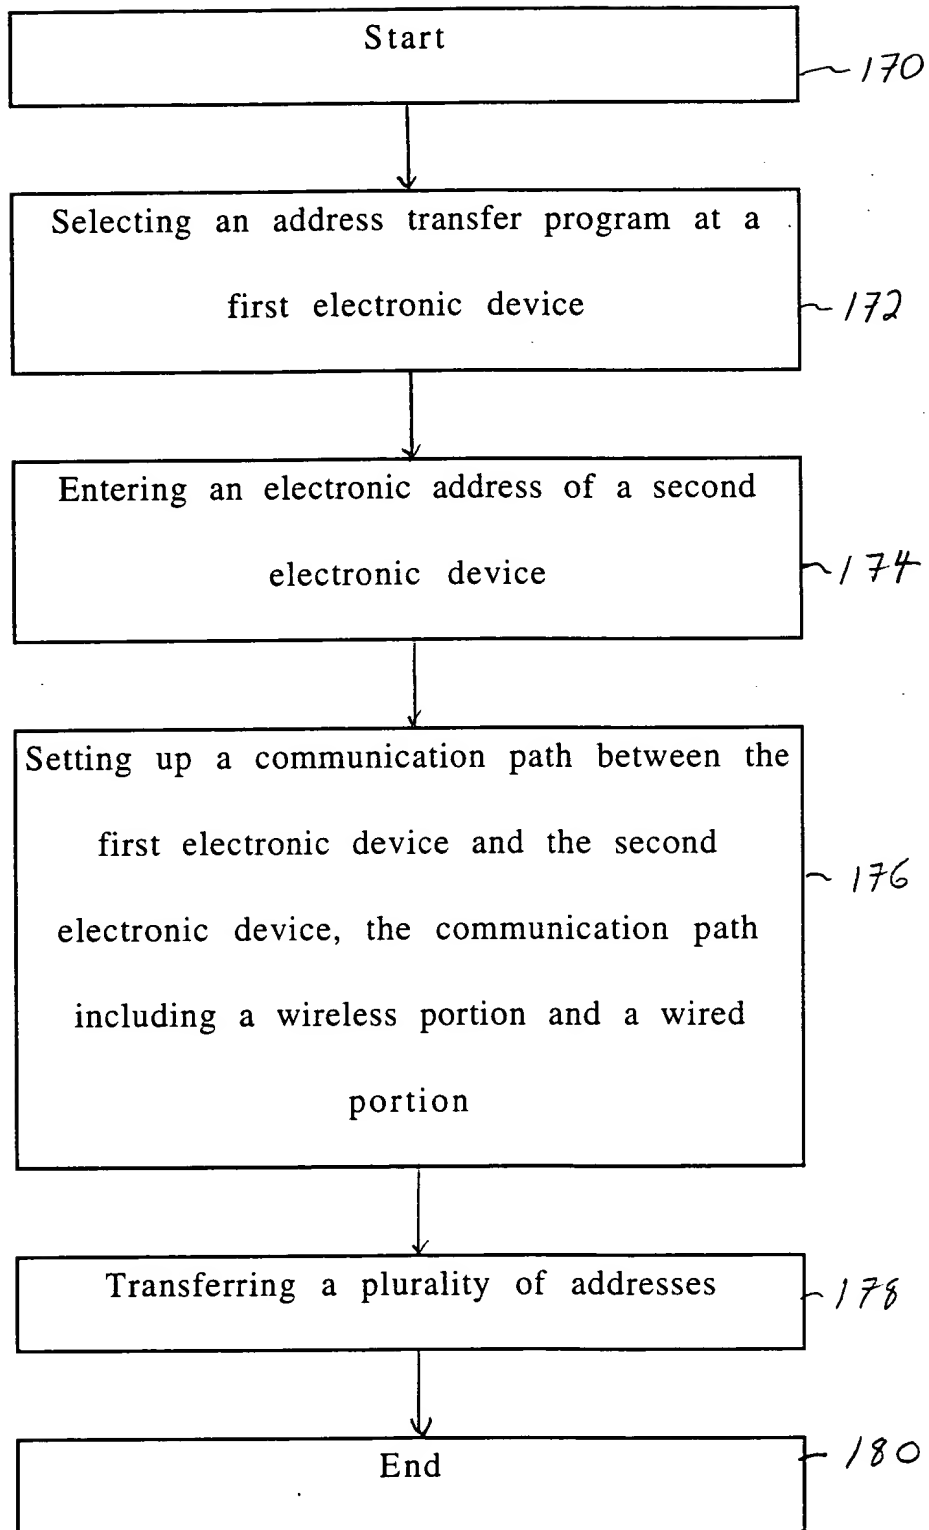 Start
170
Selecting an address transfer program at a
first electronic device
172
Entering an electronic address of a second
electronic device
174
Setting up a communication path between the
first electronic device and the second
electronic device, the communication path
including a wireless portion and a wired
portion
176
Transferring a plurality of addresses
178
End
180